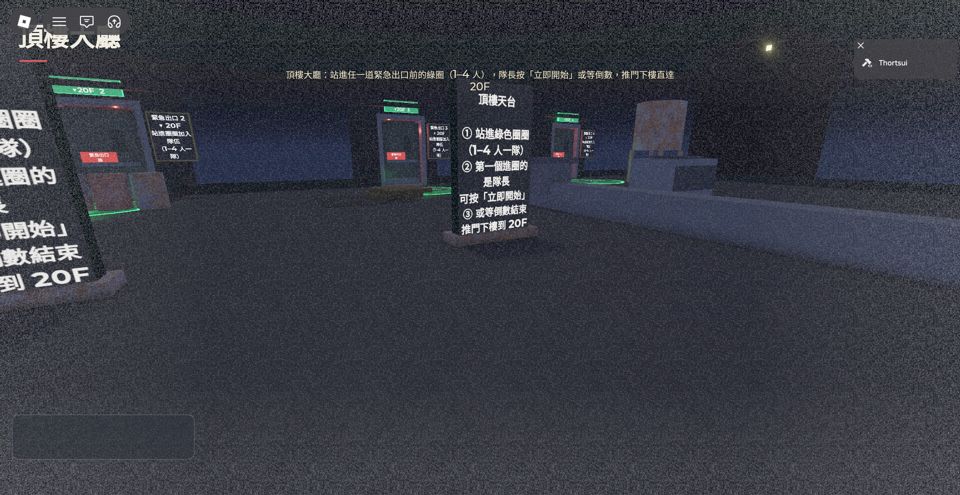 頂樓大廳
Thortsui
頂樓大廳：站進任一道緊急出口前的綠圈（1–4 人），隊長按「立即開始」或等倒數，推門下樓直達
20F
頂樓天台
① 站進綠色圈圈
（1–4 人一隊）
② 第一個進圈的
是隊長
可按「立即開始」
③ 或等倒數結束
推門下樓到 20F
圈圈
隊）
圈的
開始」
數結束
到 20F
20F 2
緊急出口
緊急出口 2
▼ 20F
站進圈圈加入
隊伍
（1–4 人一
隊）